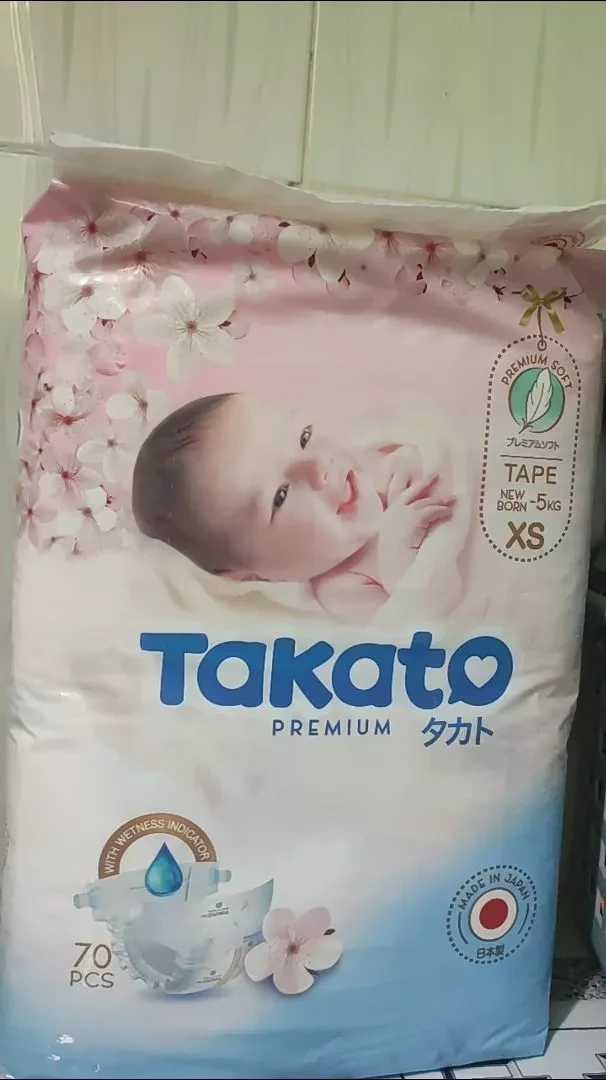 PREMIUM SOFT
プレミアムソフト
TAPE
NEW BORN -5KG
XS
Takato
PREMIUM タカト
WITH WETNESS INDICATOR
70
PCS
MADE IN JAPAN
日本製